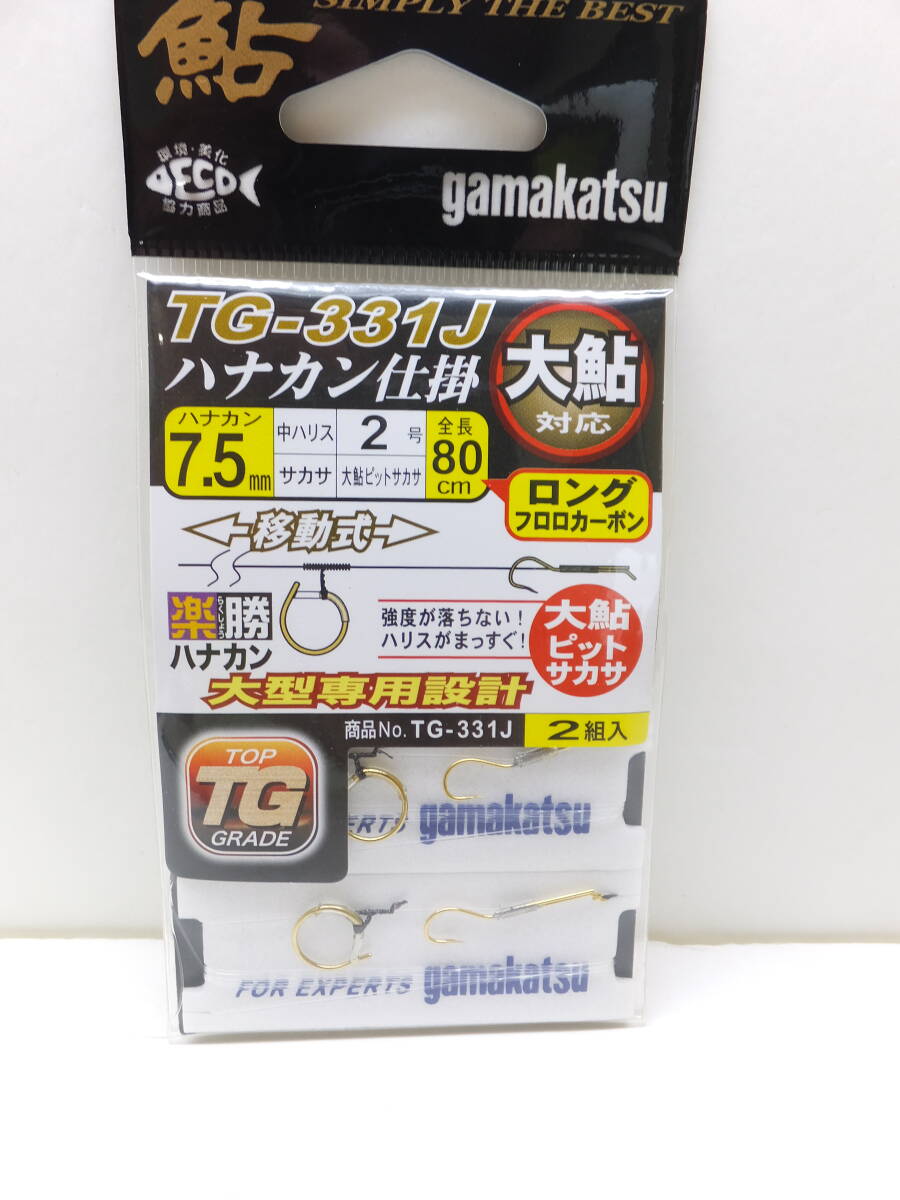 鮎
SIMPLY THE BEST
環境・美化
ECO
協力商品
gamakatsu
TG-331J
ハナカン仕掛
大鮎
対応
ハナカン
7.5mm
中ハリス 2号
サカサ 大鮎ピットサカサ
全長
80
cm
ロング
フロロカーボン
移動式
楽勝
らくしょう
ハナカン
強度が落ちない!
ハリスがまっすぐ!
大鮎
ピット
サカサ
大型専用設計
商品No. TG-331J 2組入
TOP
TG
GRADE
ERTS gamakatsu
FOR EXPERTS gamakatsu